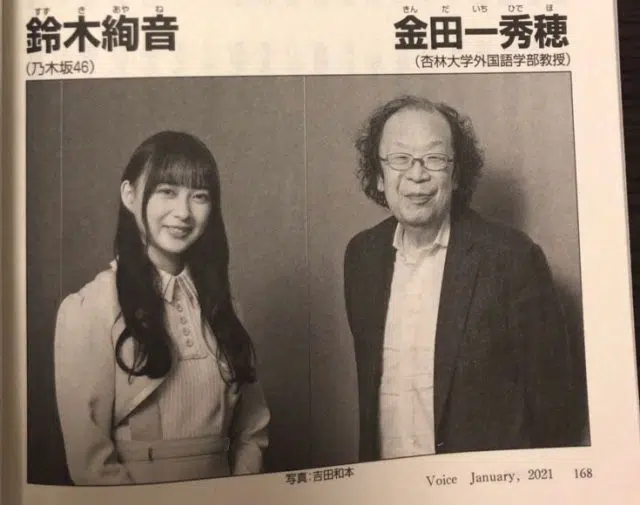 すず き あや ね
鈴木絢音
(乃木坂46)
きん だ いち ひで ほ
金田一秀穂
(杏林大学外国語学部教授)
写真:吉田和本
Voice January, 2021 168